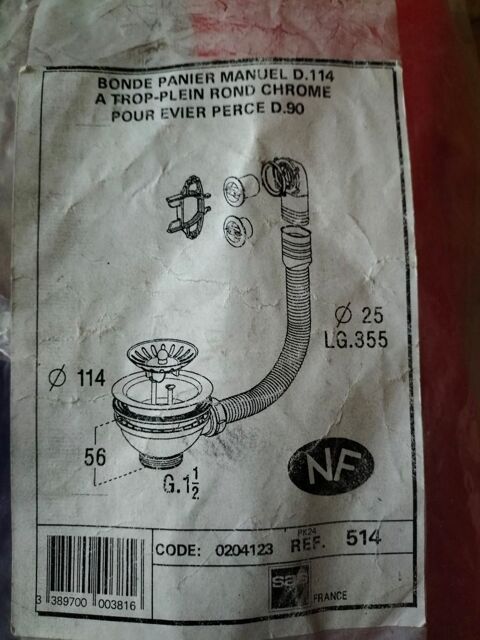 BONDE PANIER MANUEL D.114
A TROP-PLEIN ROND CHROME
POUR EVIER PERCE D.90
Ø 25
LG.355
Ø 114
56
G.1 1/2
NF
CODE: 0204123
PK24
REF. 514
3 389700 003816
sas
FRANCE